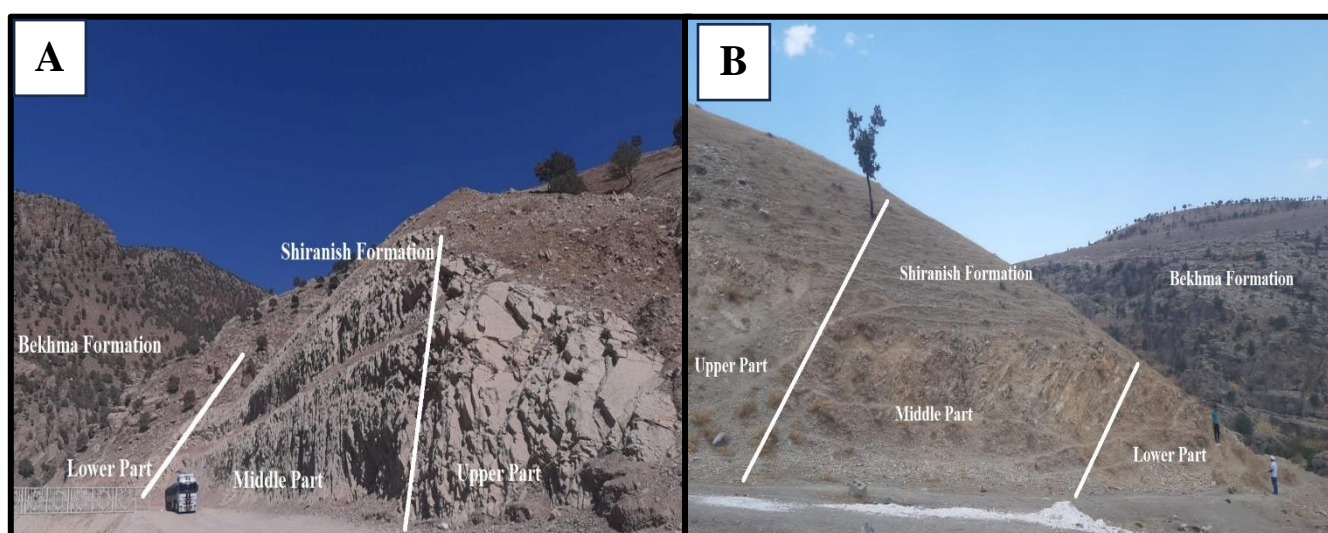 A
Shiranish Formation
Bekhma Formation
Lower Part
Middle Part
Upper Part
B
Shiranish Formation
Bekhma Formation
Upper Part
Middle Part
Lower Part